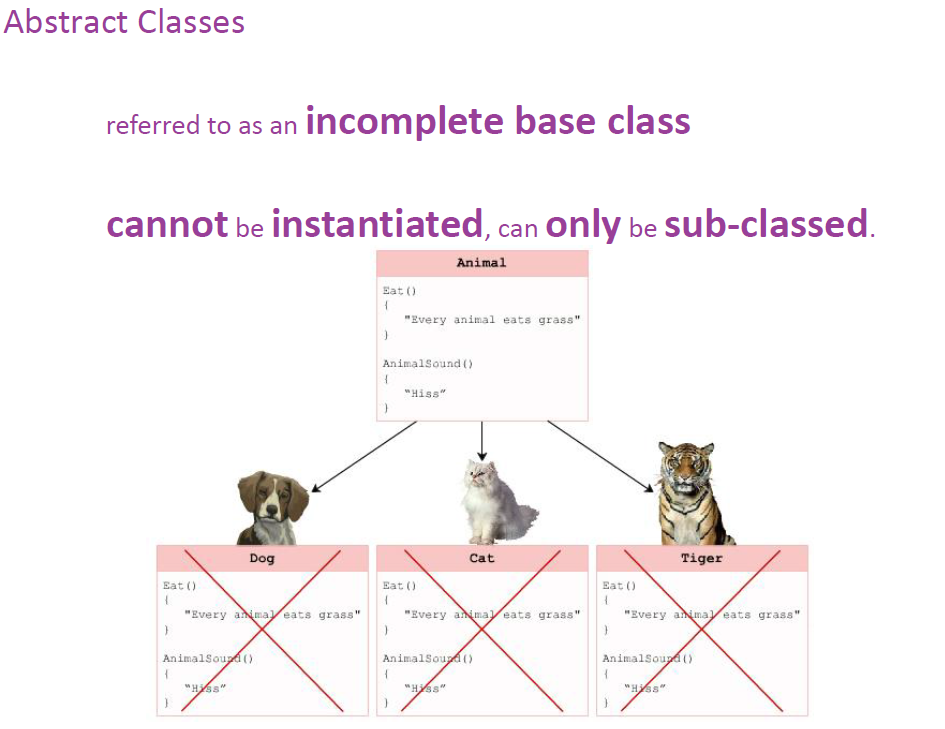 Abstract Classes
referred to as an incomplete base class
cannot be instantiated, can only be sub-classed.
Animal
Eat()
{
"Every animal eats grass"
}
AnimalSound()
{
"Hiss"
}
Dog
Eat()
{
"Every animal eats grass"
}
AnimalSound()
{
"Hiss"
}
Cat
Eat()
{
"Every animal eats grass"
}
AnimalSound()
{
"Hiss"
}
Tiger
Eat()
{
"Every animal eats grass"
}
AnimalSound()
{
"Hiss"
}